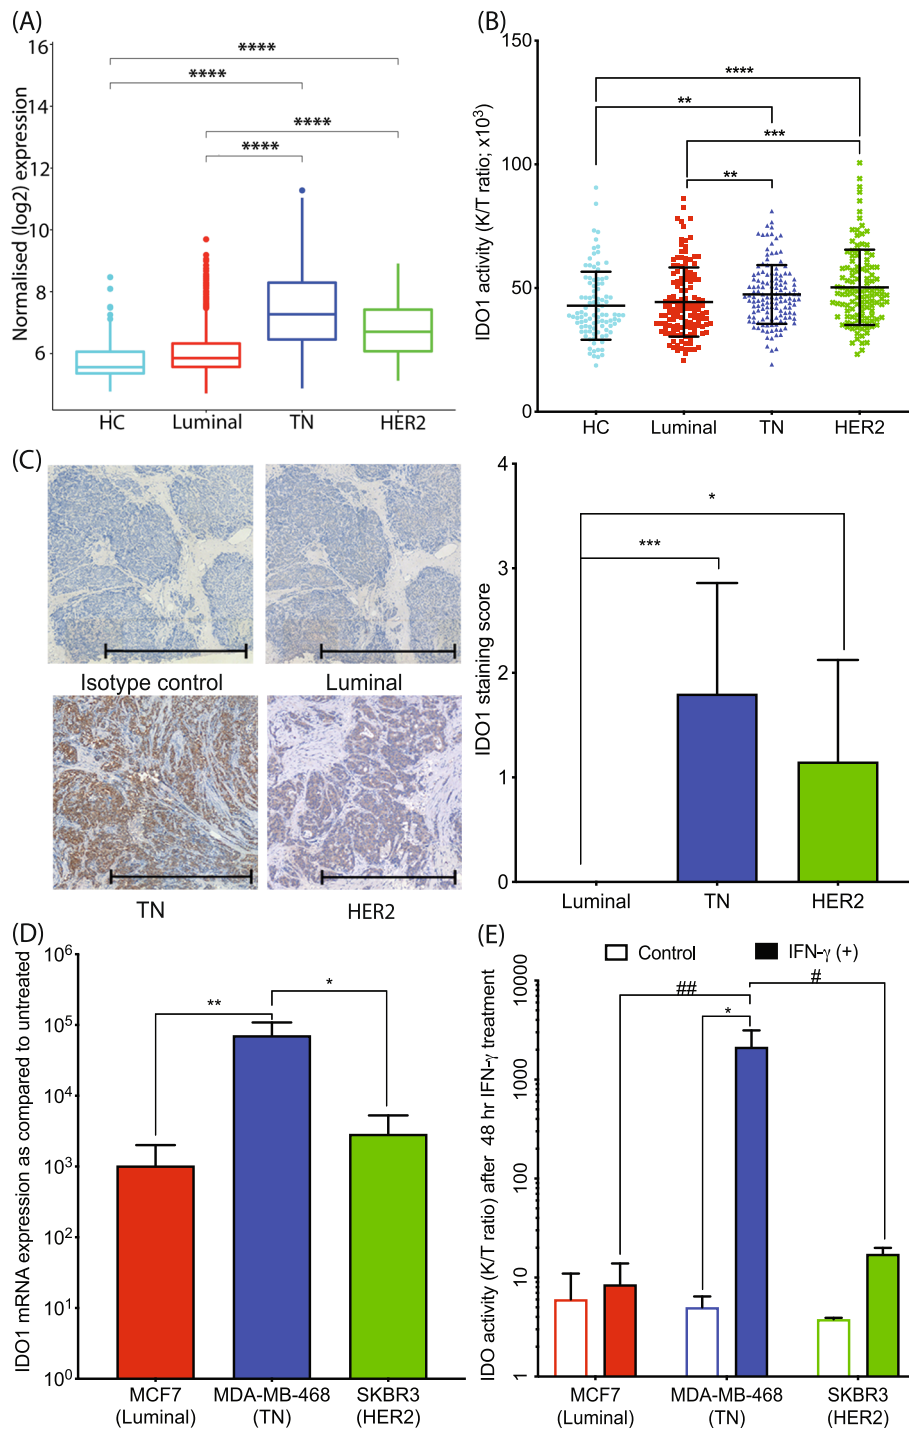 (A)
Normalised (log2) expression
16
14
12
10
8
6
****
****
****
****
HC Luminal TN HER2
(B)
IDO1 activity (K/T ratio; x10³)
150
100
50
0
****
**
***
**
HC Luminal TN HER2
(C)
Isotype control
Luminal
TN
HER2
IDO1 staining score
4
3
2
1
0
*
***
Luminal TN HER2
(D)
IDO1 mRNA expression as compared to untreated
10⁶
10⁵
10⁴
10³
10²
10¹
10⁰
**
*
MCF7 MDA-MB-468 SKBR3
(Luminal) (TN) (HER2)
(E)
Control IFN-γ (+)
IDO activity (K/T ratio) after 48 hr IFN-γ treatment
10000
1000
100
10
1
##
#
*
MCF7 MDA-MB-468 SKBR3
(Luminal) (TN) (HER2)